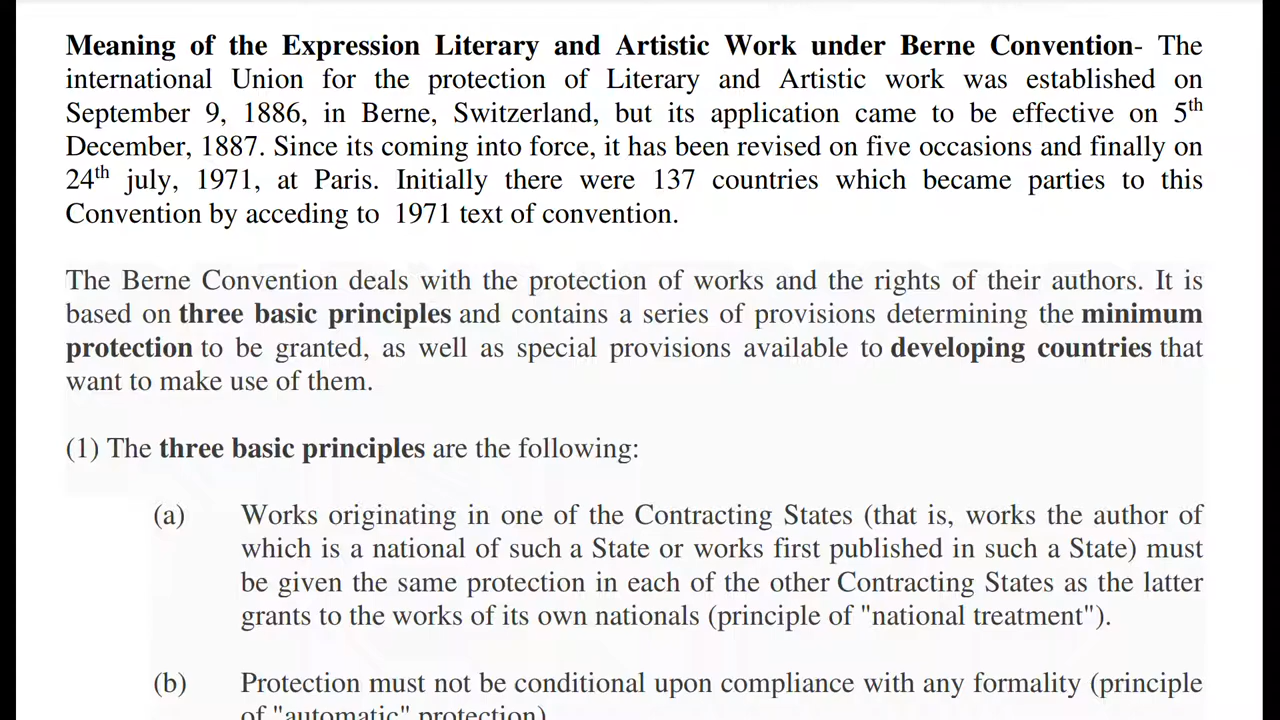 Meaning of the Expression Literary and Artistic Work under Berne Convention- The
international Union for the protection of Literary and Artistic work was established on
September 9, 1886, in Berne, Switzerland, but its application came to be effective on 5th
December, 1887. Since its coming into force, it has been revised on five occasions and finally on
24th july, 1971, at Paris. Initially there were 137 countries which became parties to this
Convention by acceding to 1971 text of convention.
The Berne Convention deals with the protection of works and the rights of their authors. It is
based on three basic principles and contains a series of provisions determining the minimum
protection to be granted, as well as special provisions available to developing countries that
want to make use of them.
(1) The three basic principles are the following:
(a) Works originating in one of the Contracting States (that is, works the author of
which is a national of such a State or works first published in such a State) must
be given the same protection in each of the other Contracting States as the latter
grants to the works of its own nationals (principle of "national treatment").
(b) Protection must not be conditional upon compliance with any formality (principle
of "automatic" protection)